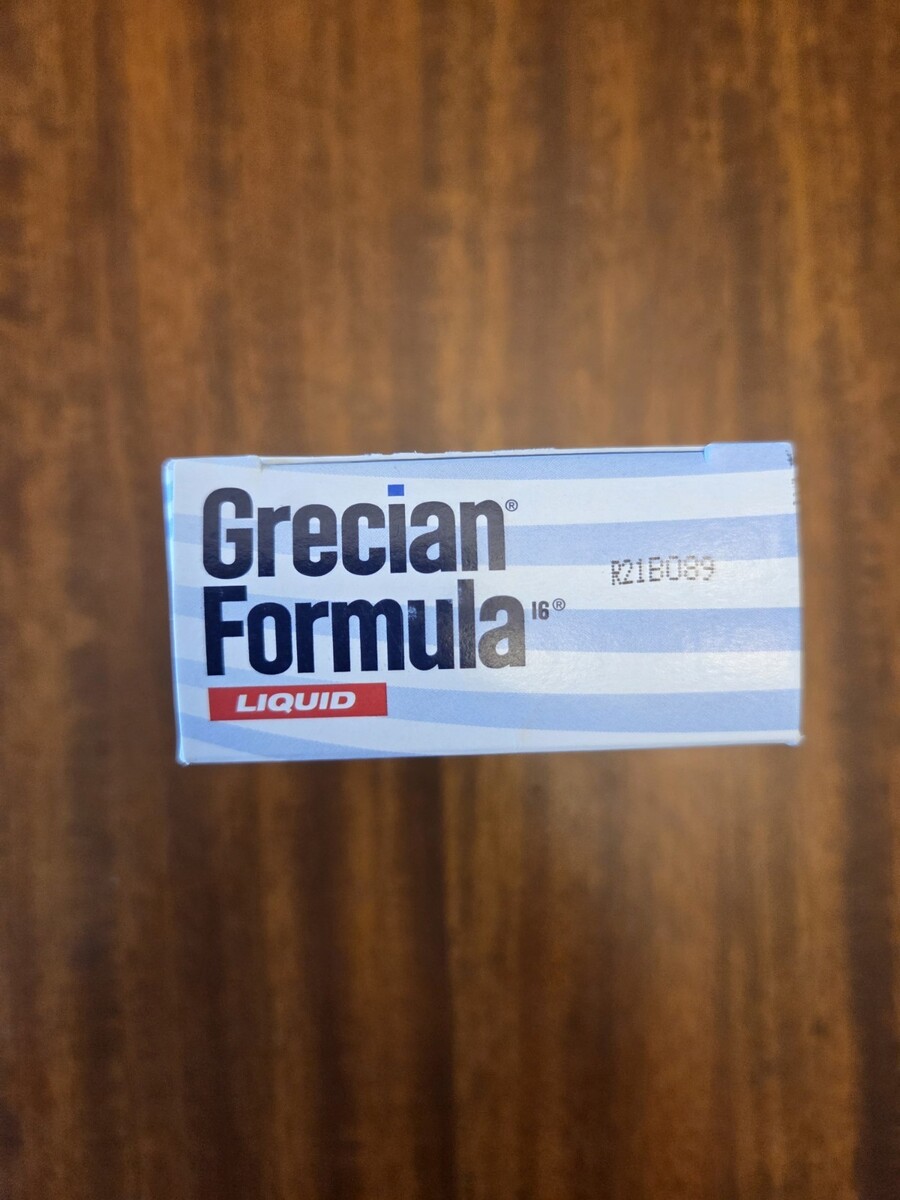 Grecian®
Formula 16®
LIQUID
R21B089